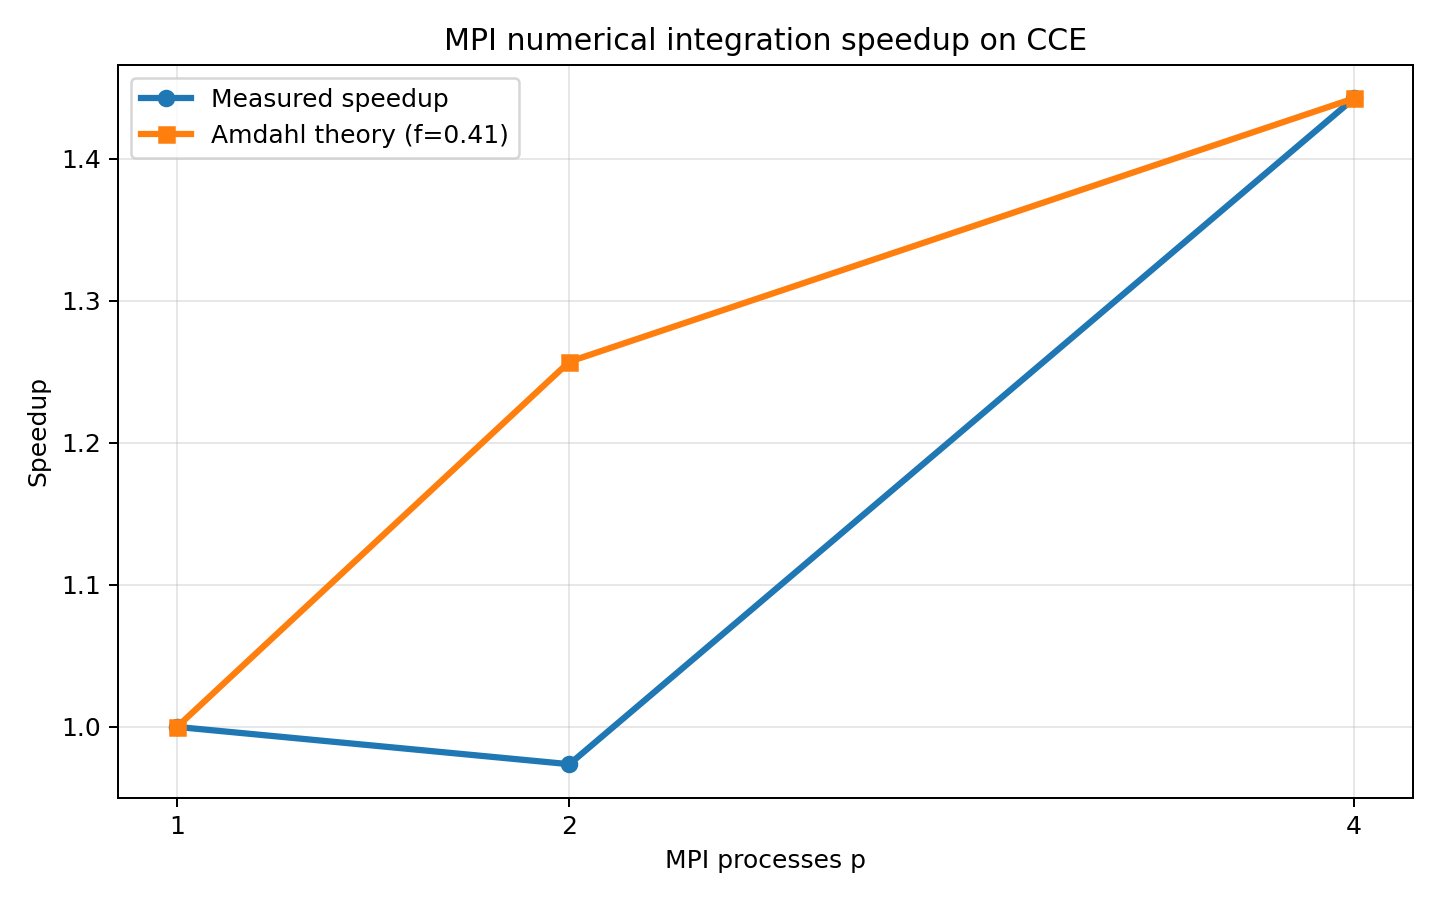 MPI numerical integration speedup on CCE
Measured speedup
Amdahl theory (f=0.41)
1.4
1.3
1.2
1.1
1.0
Speedup
1 2 4
MPI processes p